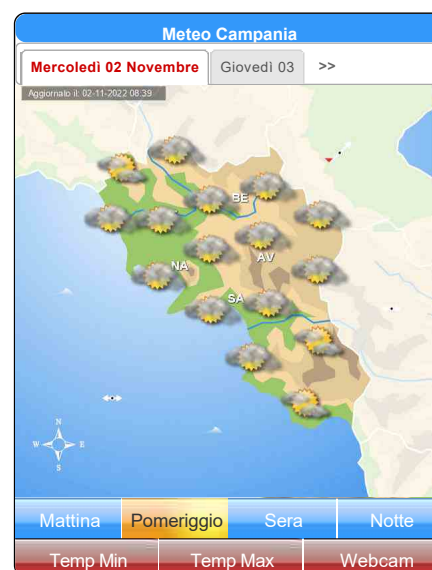 Meteo Campania
Mercoledì 02 Novembre Giovedì 03 >>
Aggiornato il: 02-11-2022 08:39
BE
AV
NA
SA
N
W E
S
Mattina Pomeriggio Sera Notte
Temp Min Temp Max Webcam